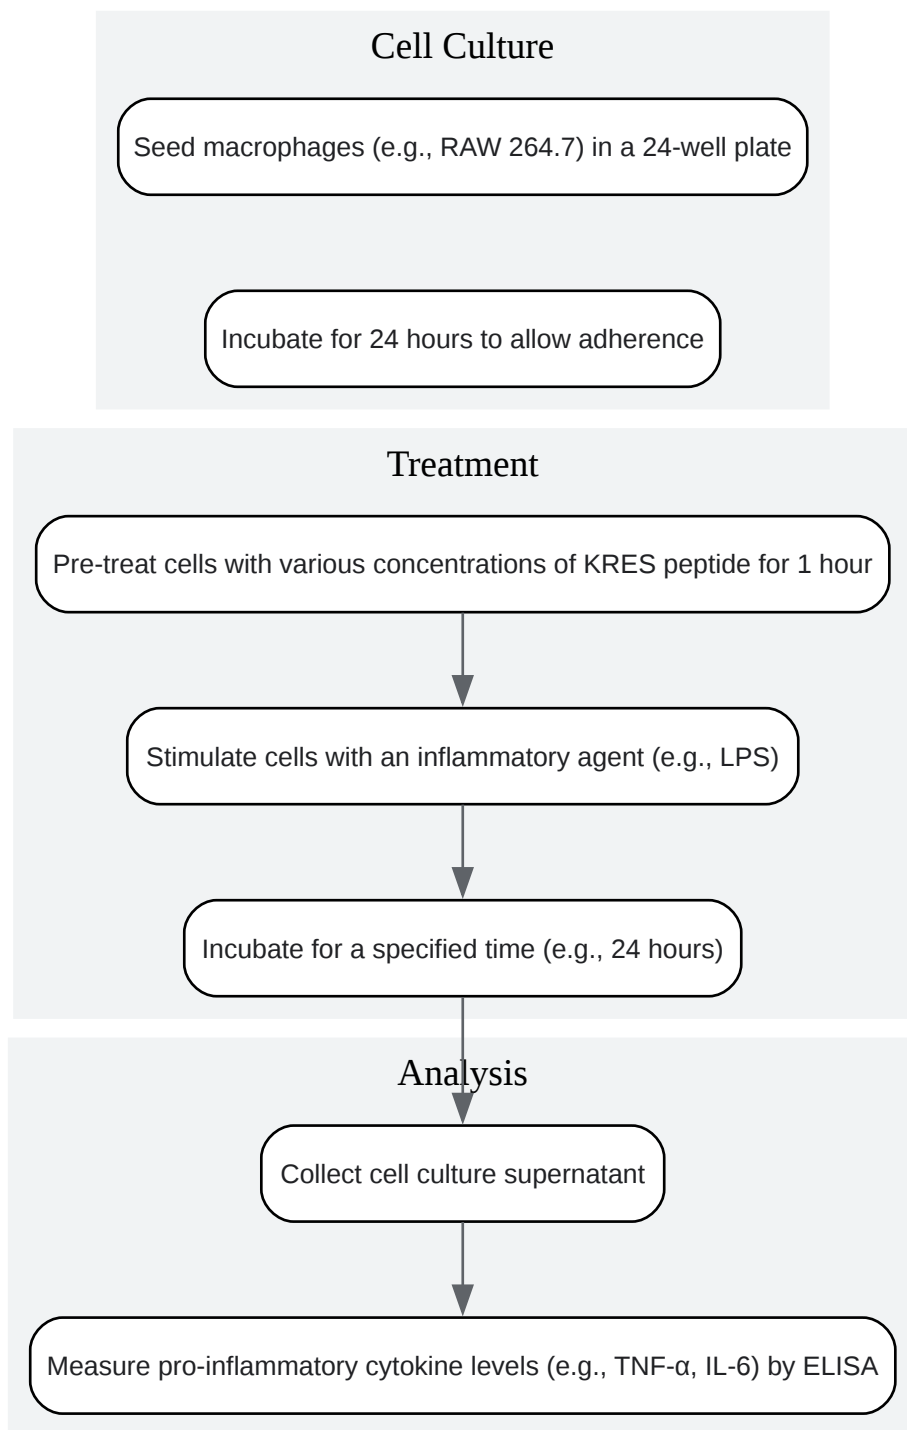 Cell Culture
Seed macrophages (e.g., RAW 264.7) in a 24-well plate
Incubate for 24 hours to allow adherence
Treatment
Pre-treat cells with various concentrations of KRES peptide for 1 hour
Stimulate cells with an inflammatory agent (e.g., LPS)
Incubate for a specified time (e.g., 24 hours)
Analysis
Collect cell culture supernatant
Measure pro-inflammatory cytokine levels (e.g., TNF-α, IL-6) by ELISA